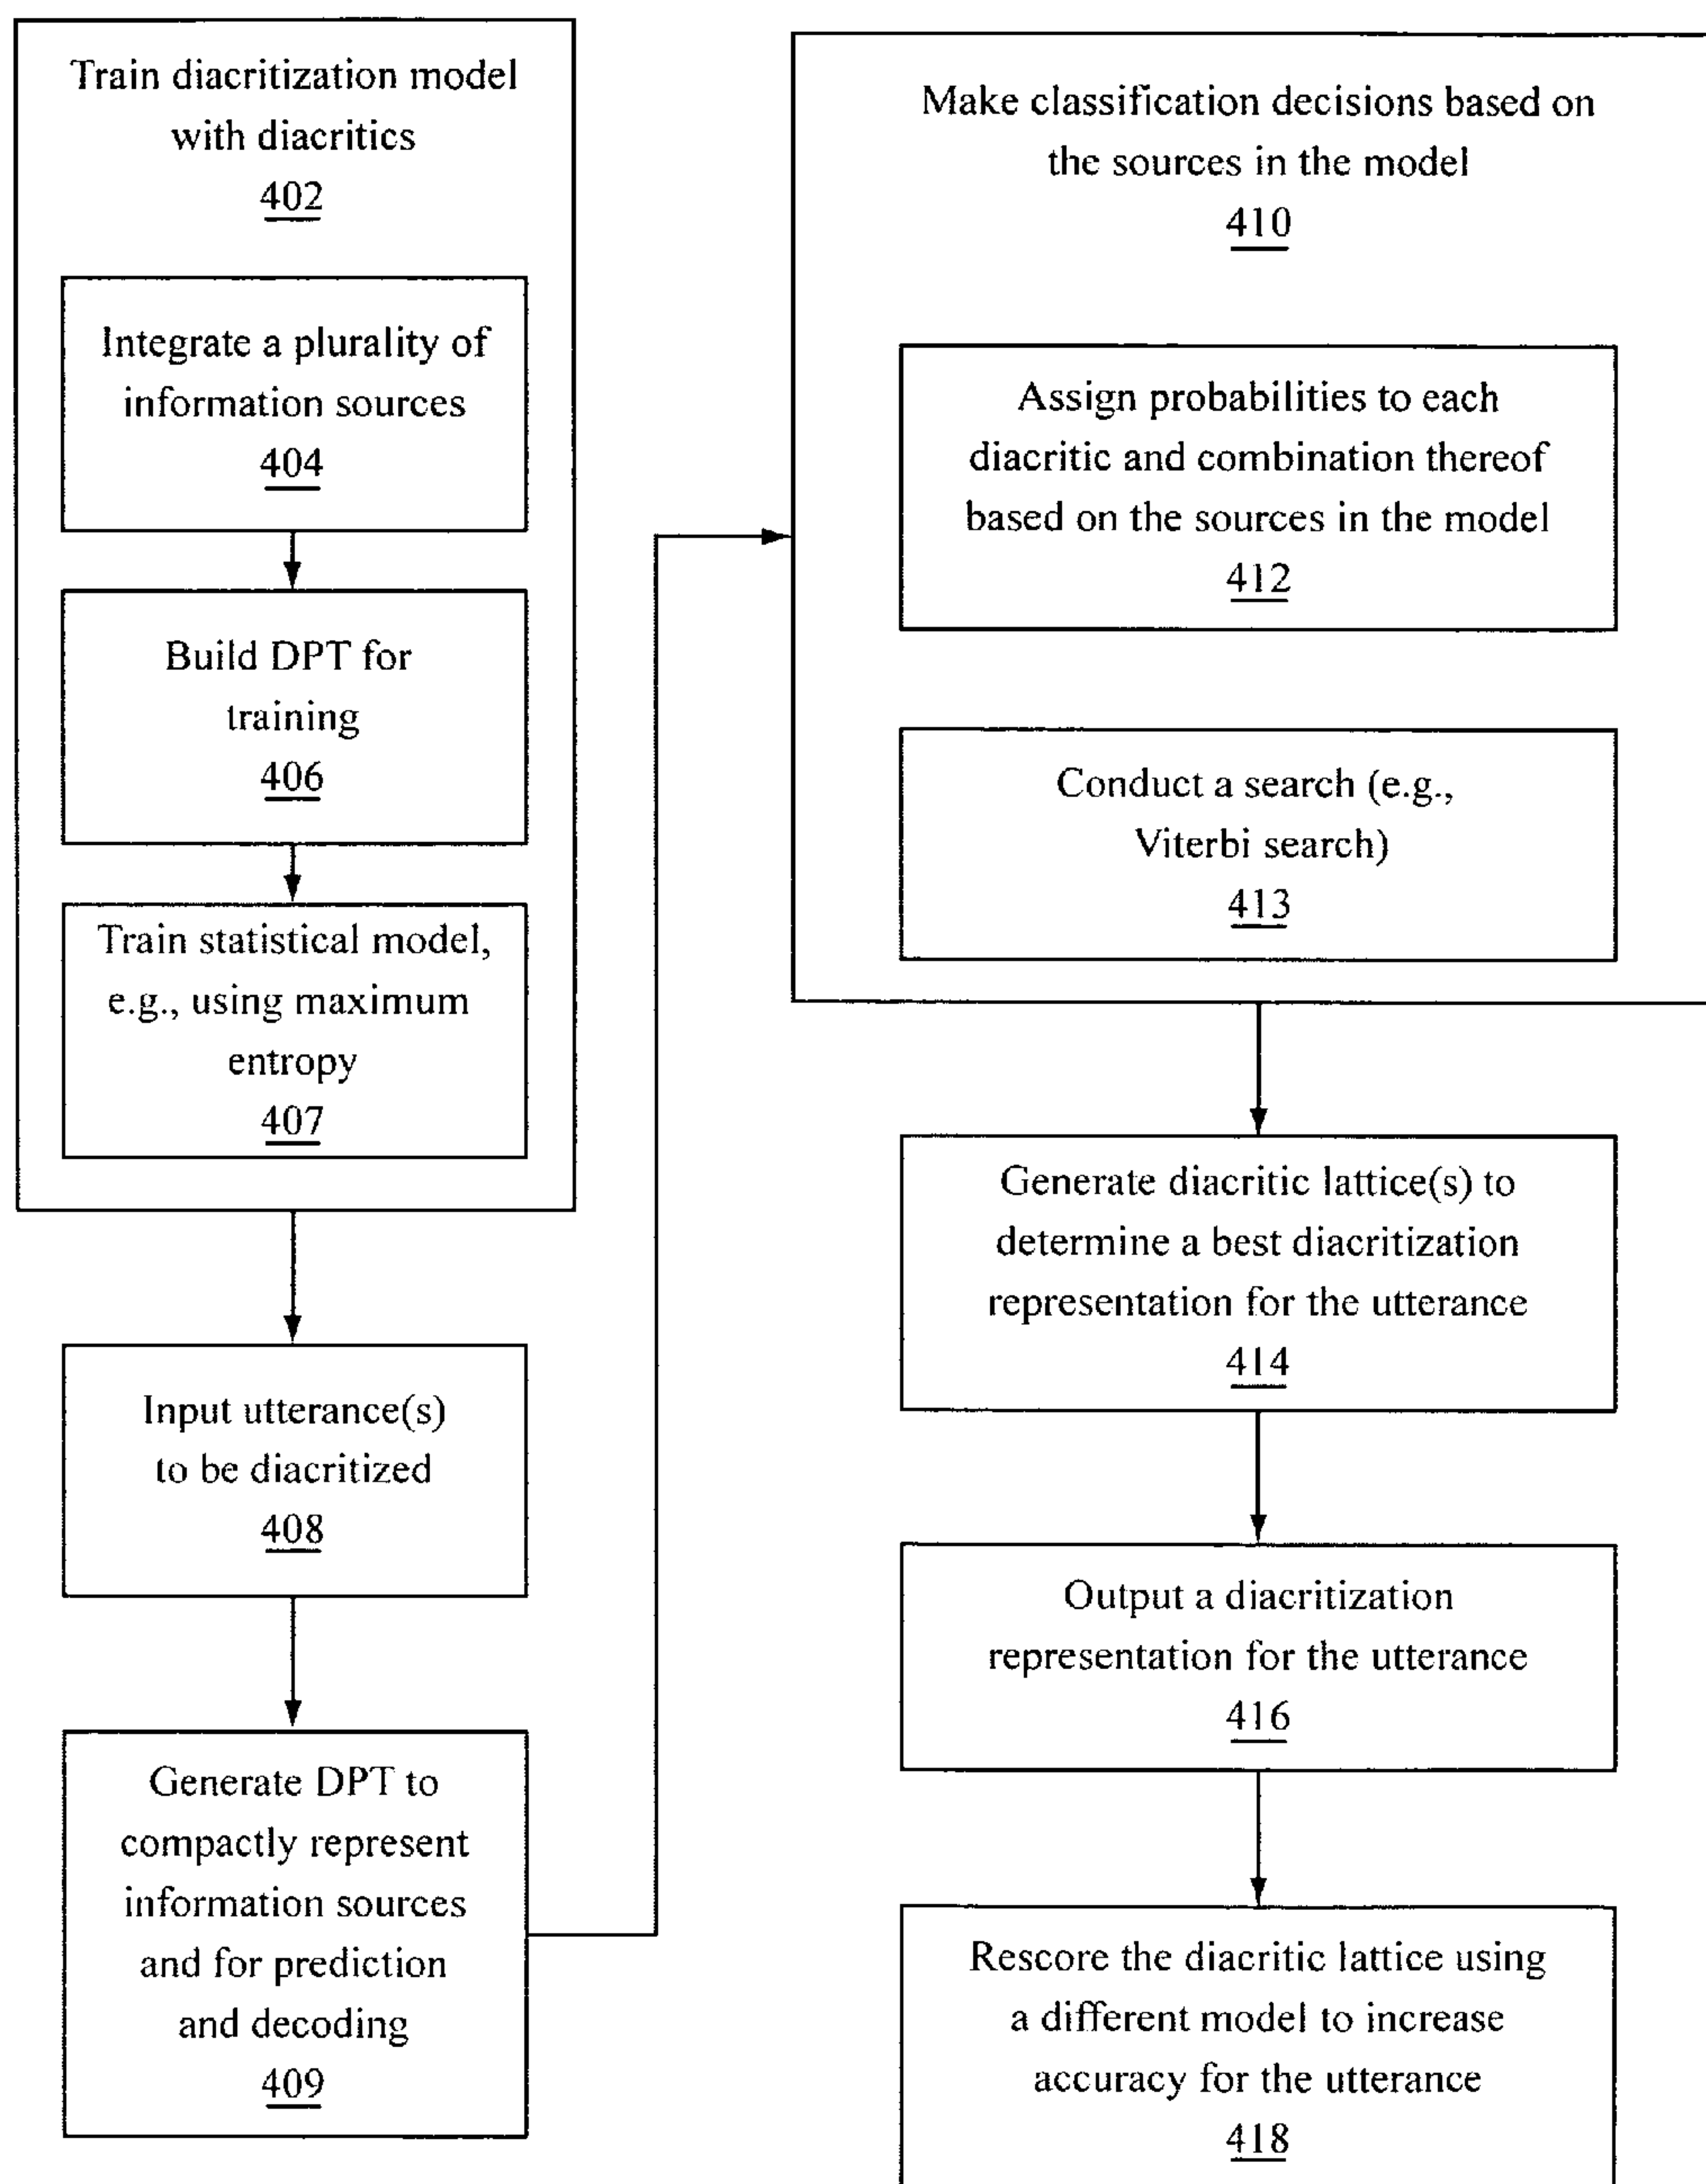 Train diacritization model
with diacritics
402
Integrate a plurality of
information sources
404
Build DPT for
training
406
Train statistical model,
e.g., using maximum
entropy
407
Input utterance(s)
to be diacritized
408
Generate DPT to
compactly represent
information sources
and for prediction
and decoding
409
Make classification decisions based on
the sources in the model
410
Assign probabilities to each
diacritic and combination thereof
based on the sources in the model
412
Conduct a search (e.g.,
Viterbi search)
413
Generate diacritic lattice(s) to
determine a best diacritization
representation for the utterance
414
Output a diacritization
representation for the utterance
416
Rescore the diacritic lattice using
a different model to increase
accuracy for the utterance
418